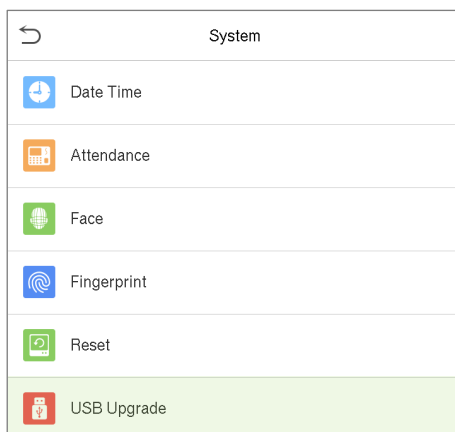 System
Date Time
Attendance
Face
Fingerprint
Reset
USB Upgrade